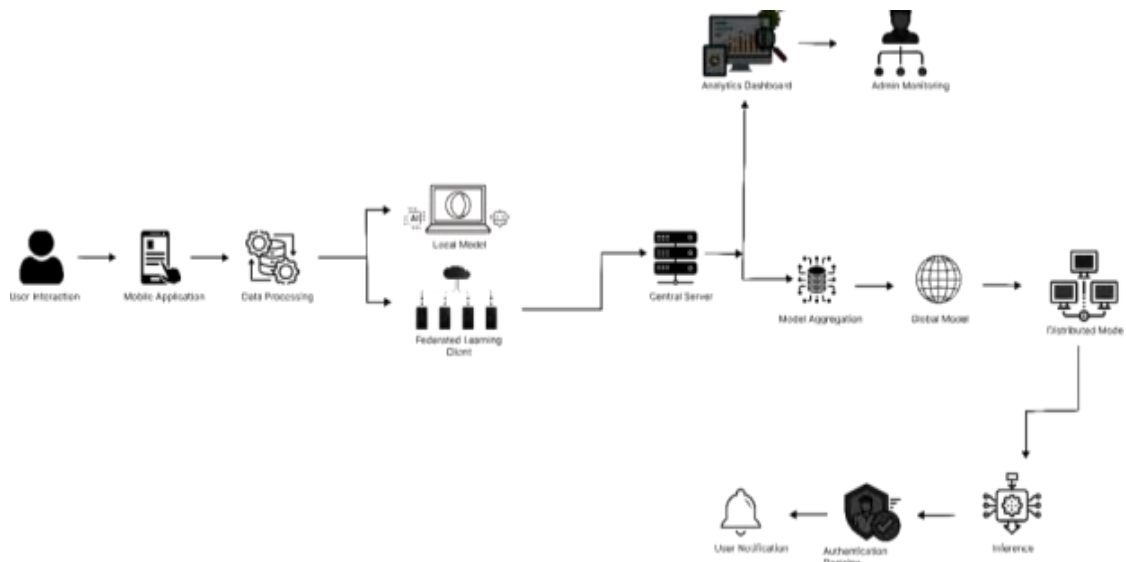 Analytics Dashboard
Admin Monitoring
AI
Local Model
User Interaction
Mobile Application
Data Processing
Federated Learning
Client
Central Server
Model Aggregation
Global Model
Distributed Mode
User Notification
Authentication
Inference